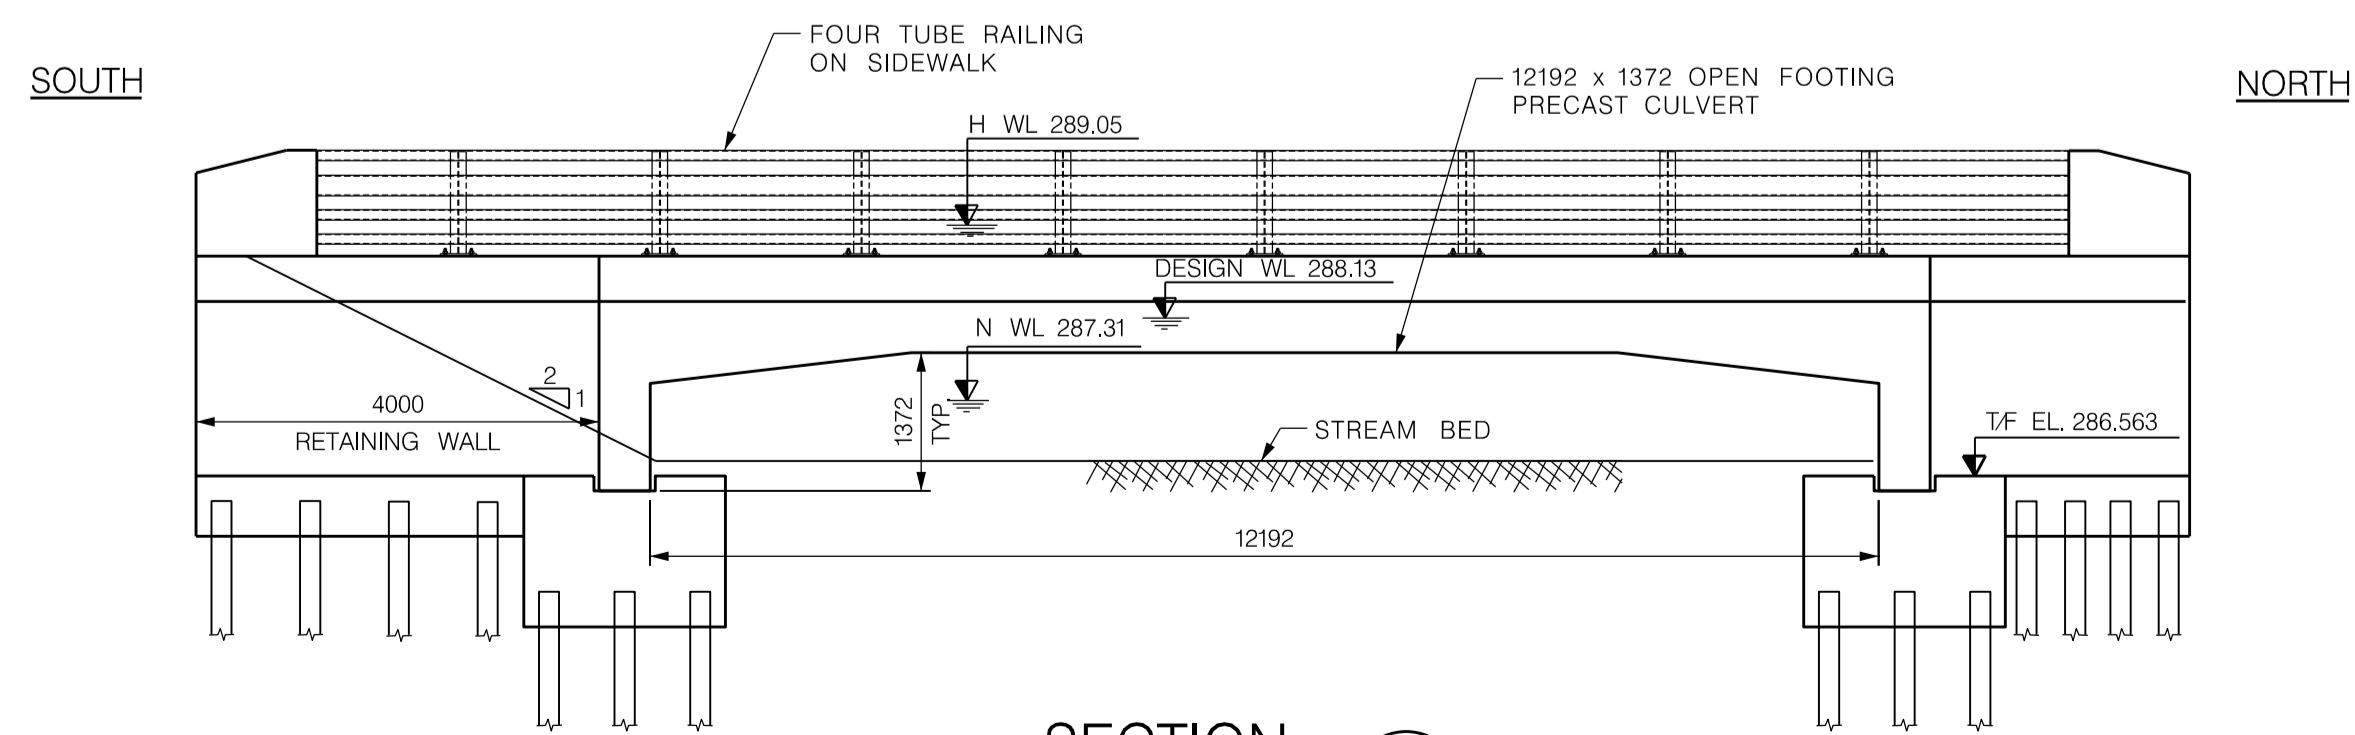 FOUR TUBE RAILING
ON SIDEWALK
SOUTH
12192 x 1372 OPEN FOOTING
PRECAST CULVERT
NORTH
H WL 289.05
DESIGN WL 288.13
N WL 287.31
2
1
4000
RETAINING WALL
1372
TYP.
STREAM BED
T/F EL. 286.563
12192
SECTION